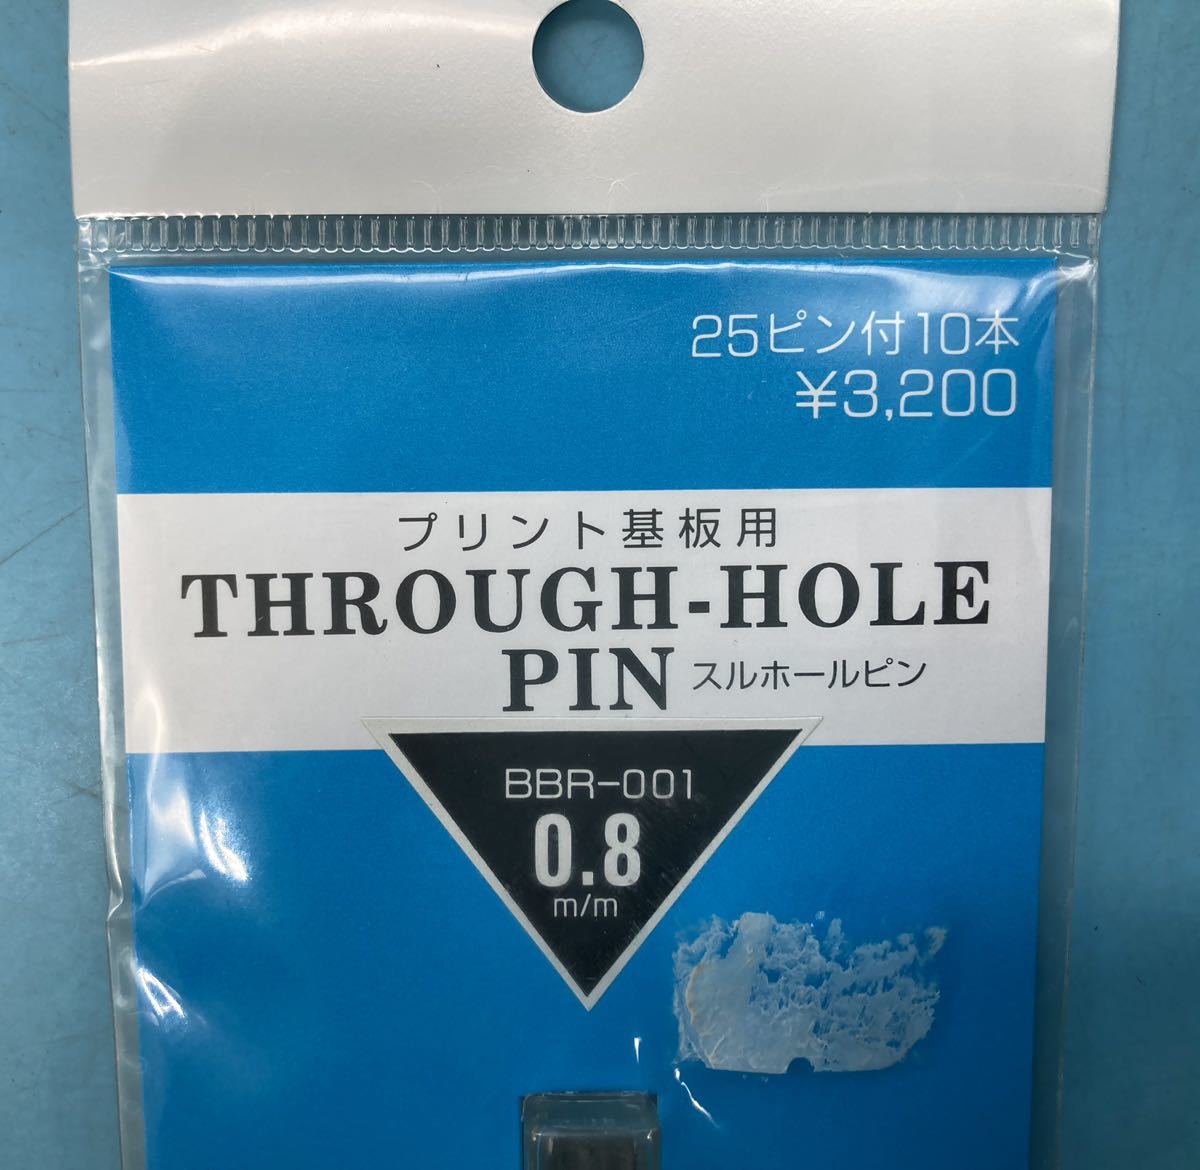 25ピン付10本
¥3,200
プリント基板用
THROUGH-HOLE
PIN スルホールピン
BBR-001
0.8
m/m